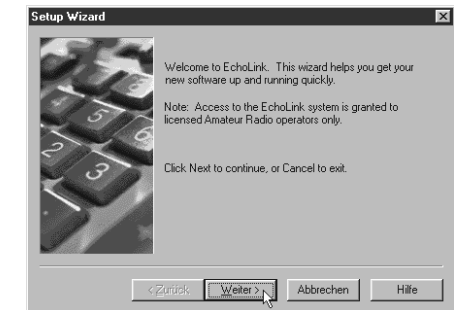 Setup Wizard
Welcome to EchoLink. This wizard helps you get your
new software up and running quickly.
Note: Access to the EchoLink system is granted to
licensed Amateur Radio operators only.
Click Next to continue, or Cancel to exit.
< Zurück Weiter > Abbrechen Hilfe